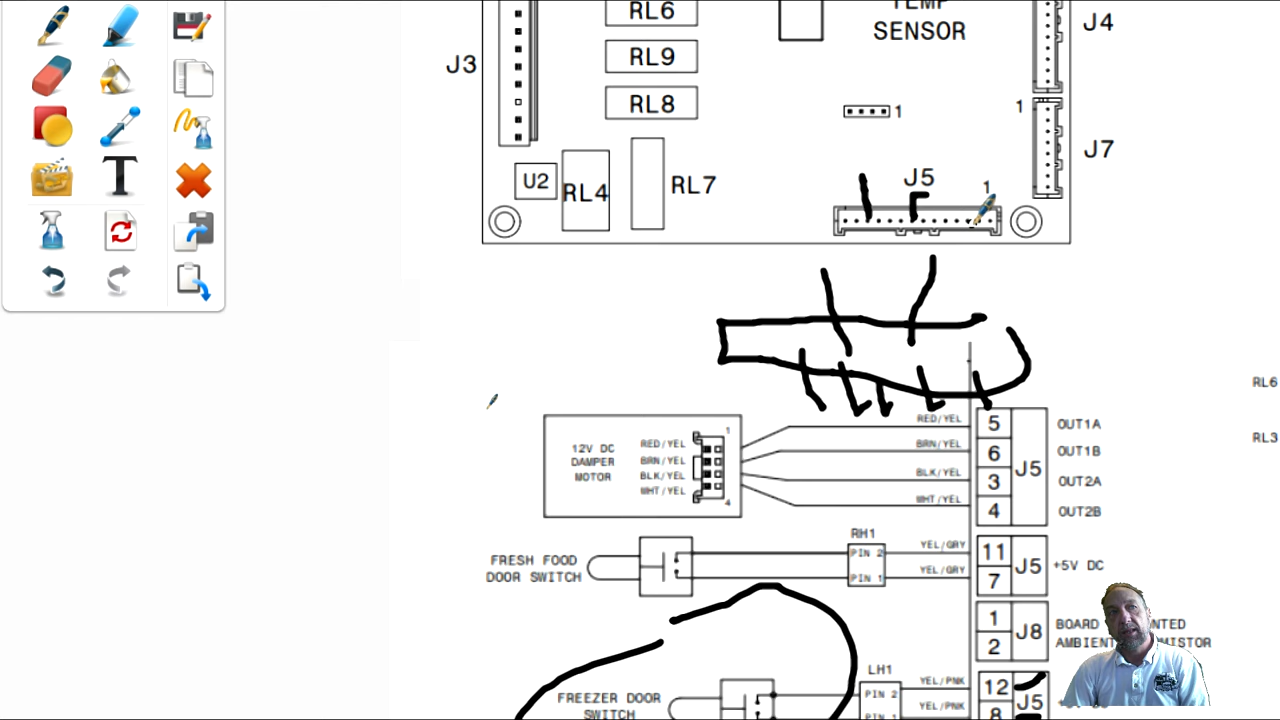 RL6
TEMP
SENSOR
J4
J3
RL9
RL8
1
1
J7
U2
RL4
RL7
J5
1
RL6
RL3
12V DC
DAMPER
MOTOR
1
RED/YEL
BRN/YEL
BLK/YEL
WHT/YEL
4
RED/YEL
BRN/YEL
BLK/YEL
WHT/YEL
5
6
3
4
J5
OUT1A
OUT1B
OUT2A
OUT2B
FRESH FOOD
DOOR SWITCH
RH1
PIN 2
PIN 1
YEL/GRY
YEL/GRY
11
7
J5
+5V DC
1
2
J8
BOARD
AMBIENT
FREEZER DOOR
SWITCH
LH1
PIN 2
PIN 1
YEL/PNK
YEL/PNK
12
8
J5